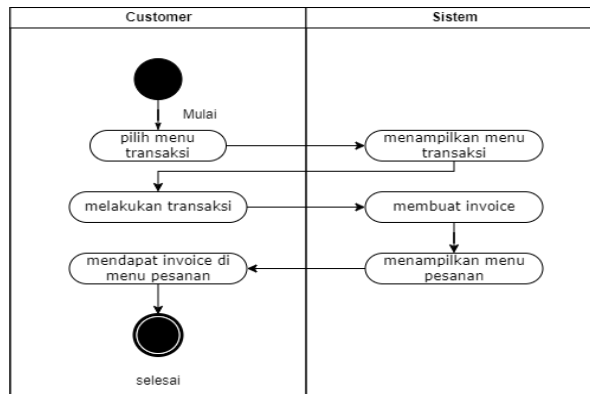 Customer
Sistem
Mulai
pilih menu
transaksi
menampilkan menu
transaksi
melakukan transaksi
membuat invoice
mendapat invoice di
menu pesanan
menampilkan menu
pesanan
selesai